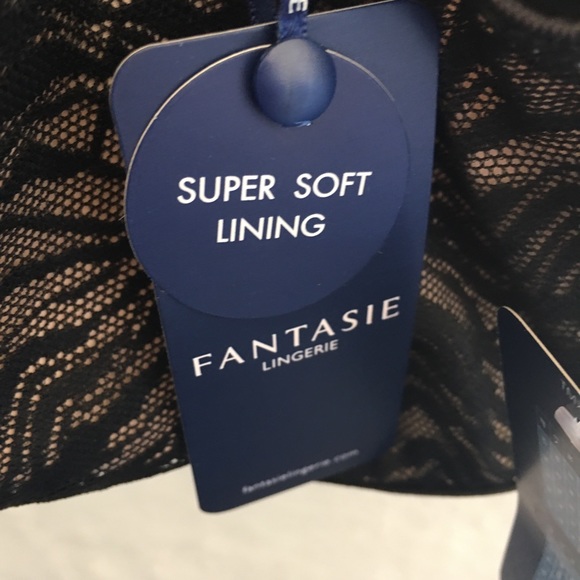 SUPER SOFT
LINING
FANTASIE
LINGERIE
fantasielingerie.com